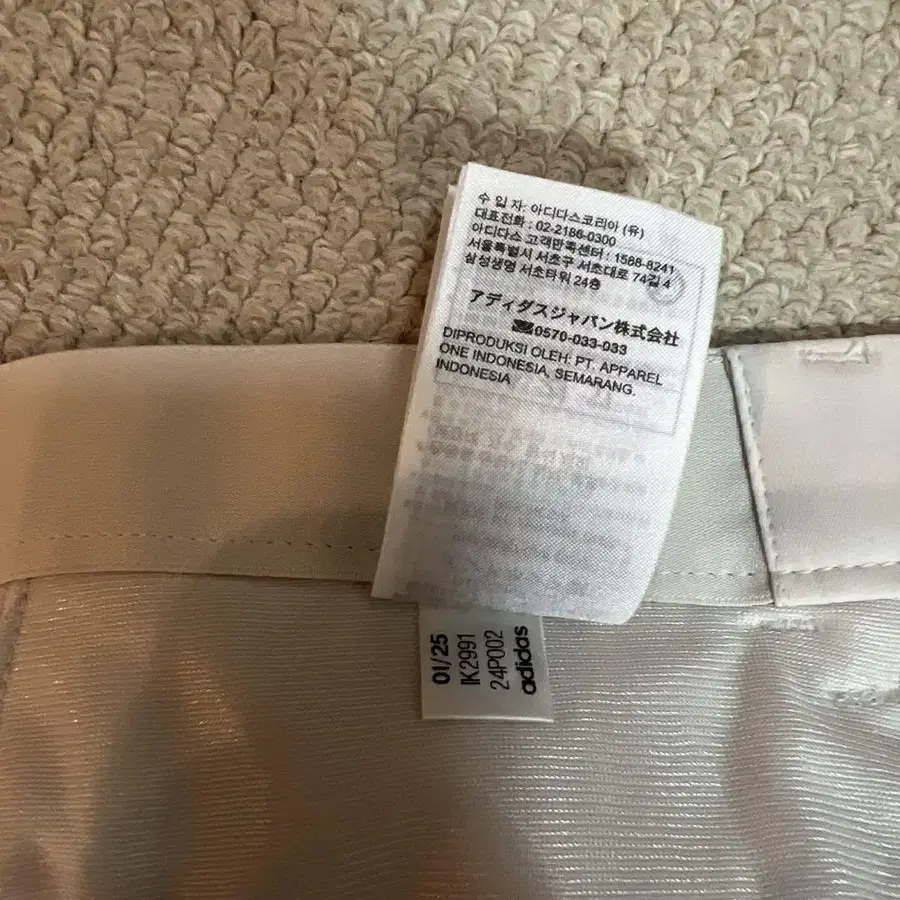 수 입 자: 아디다스코리아 (유)
대표전화 : 02-2186-0300
아디다스 고객만족센터 : 1588-8241
서울특별시 서초구 서초대로 74길 4
삼성생명 서초타워 24층
アディダスジャパン株式会社
☎0570-033-033
DIPRODUKSI OLEH: PT. APPAREL
ONE INDONESIA, SEMARANG.
INDONESIA
01/25
IK2991
24P002
adidas